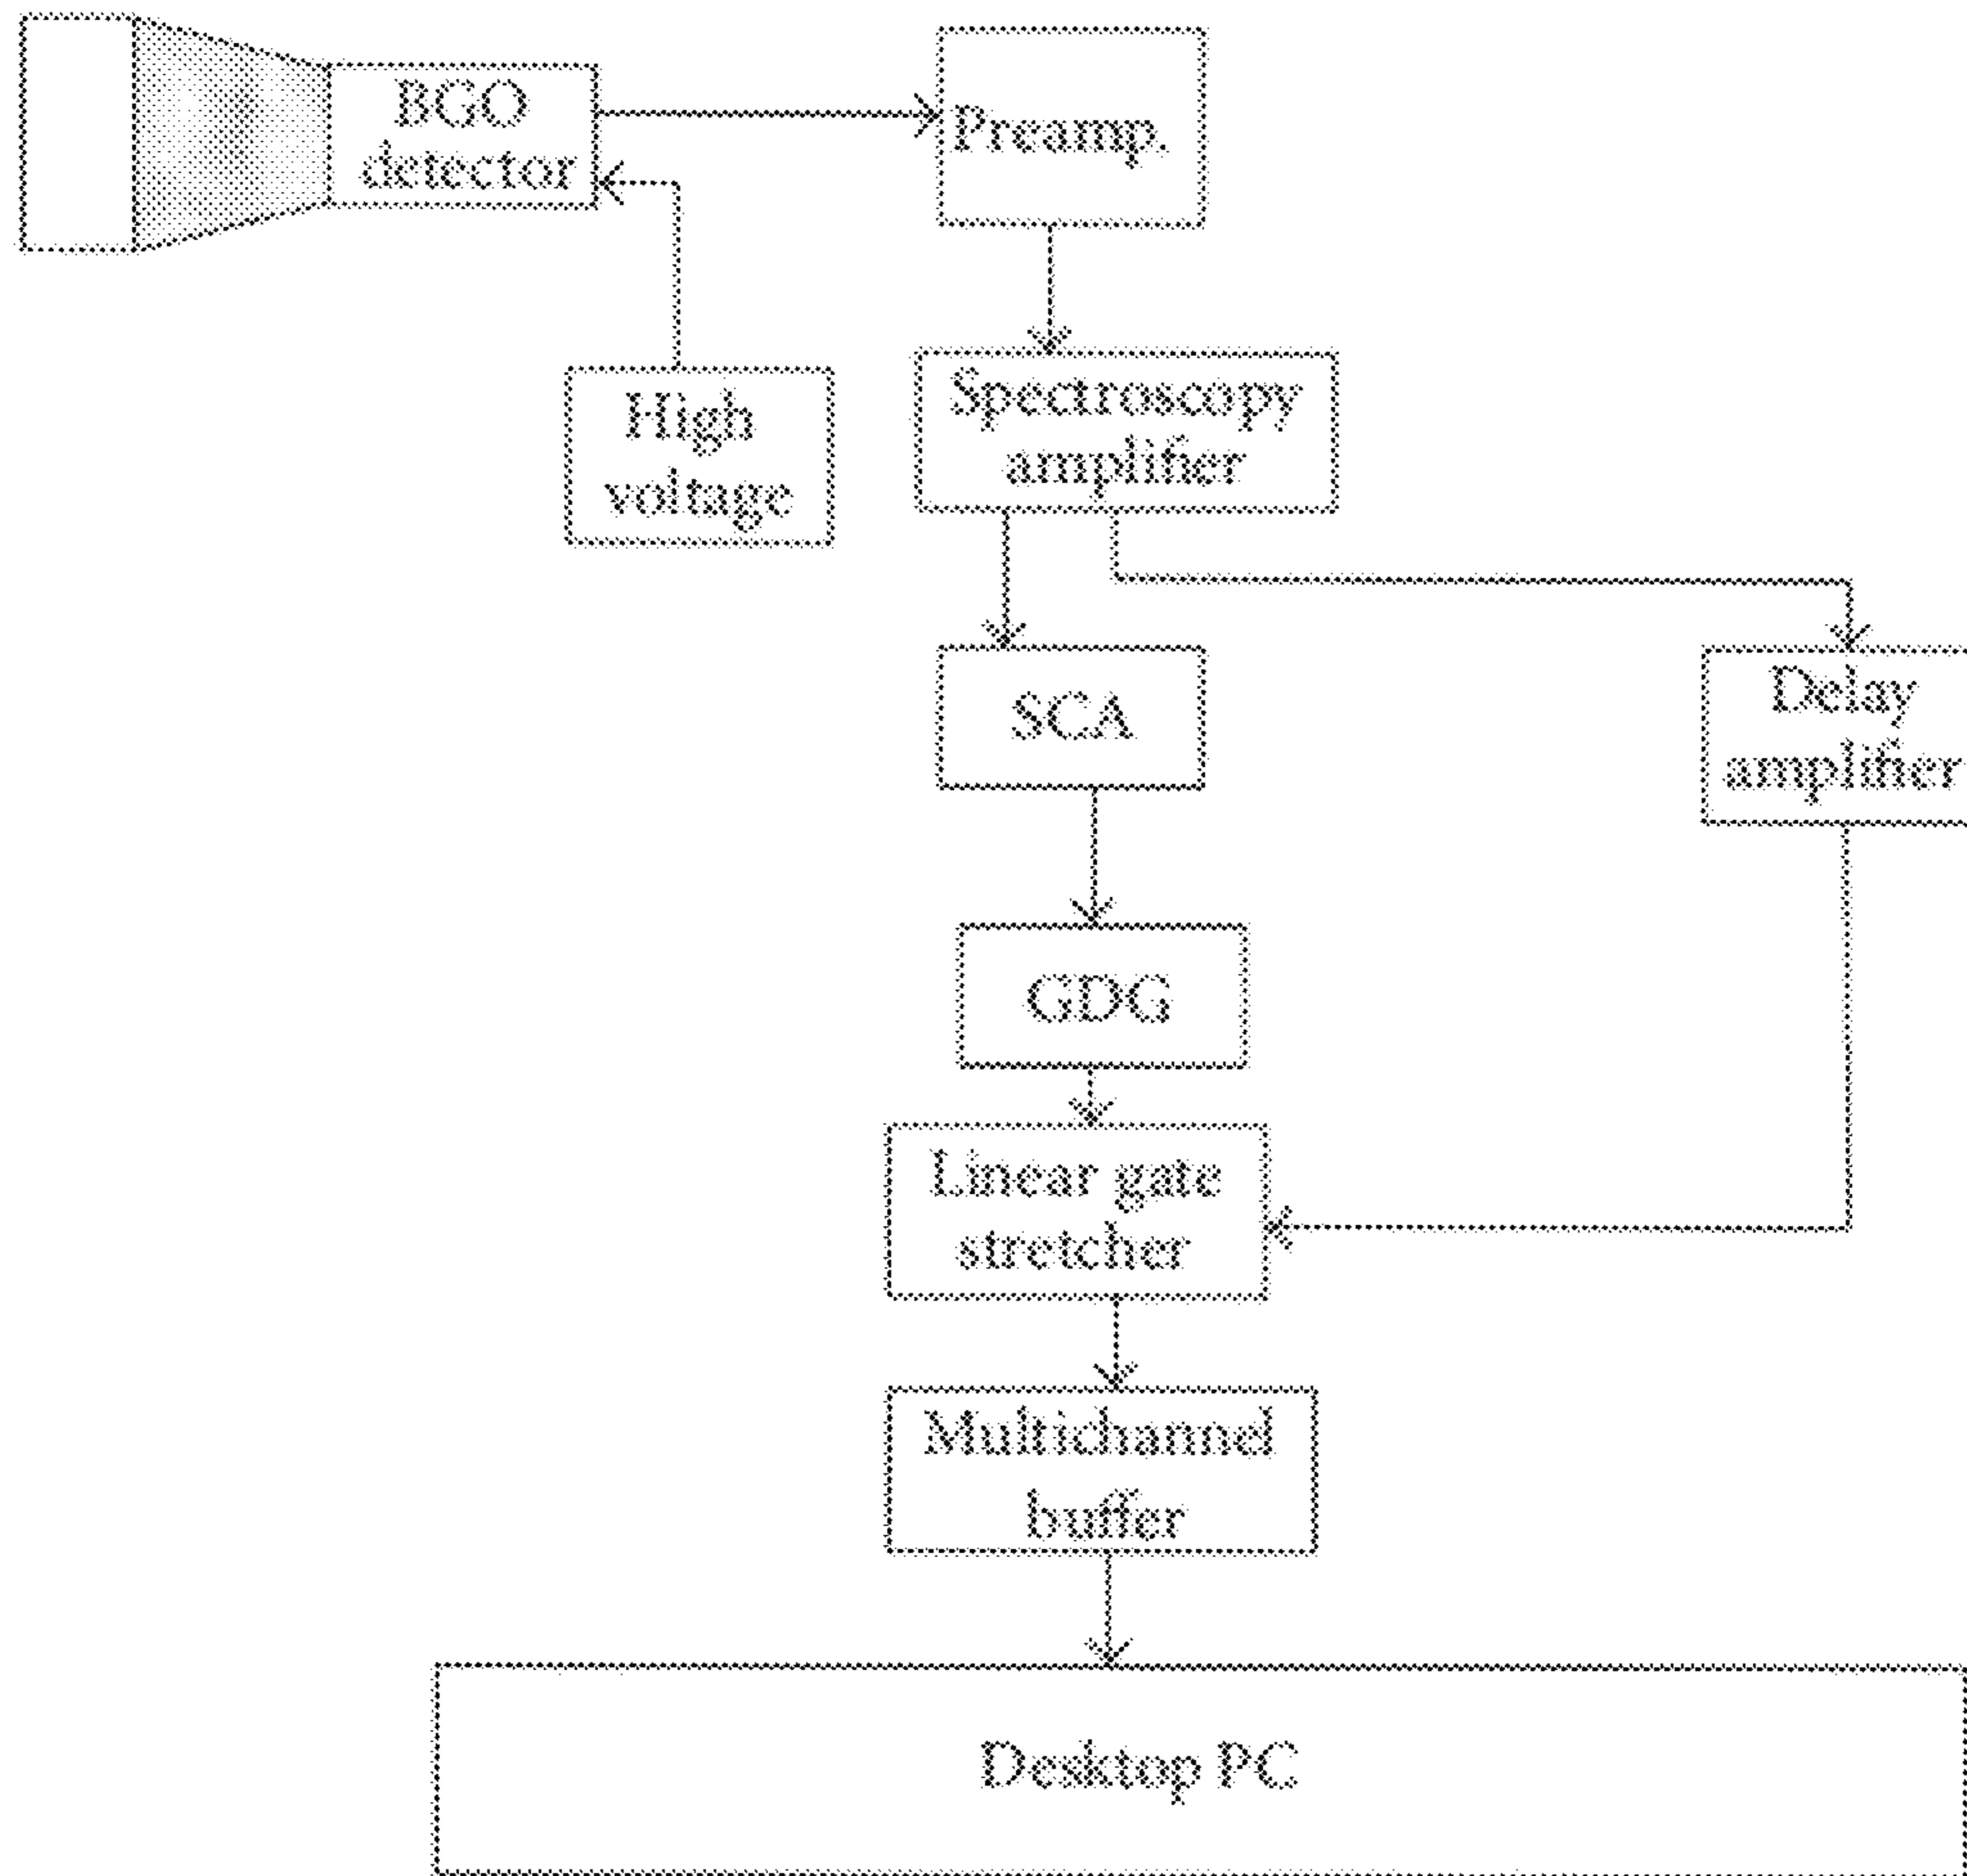 BGO
detector
Preamp.
High
voltage
Spectroscopy
amplifier
SCA
Delay
amplifier
GDG
Linear gate
stretcher
Multichannel
buffer
Desktop PC